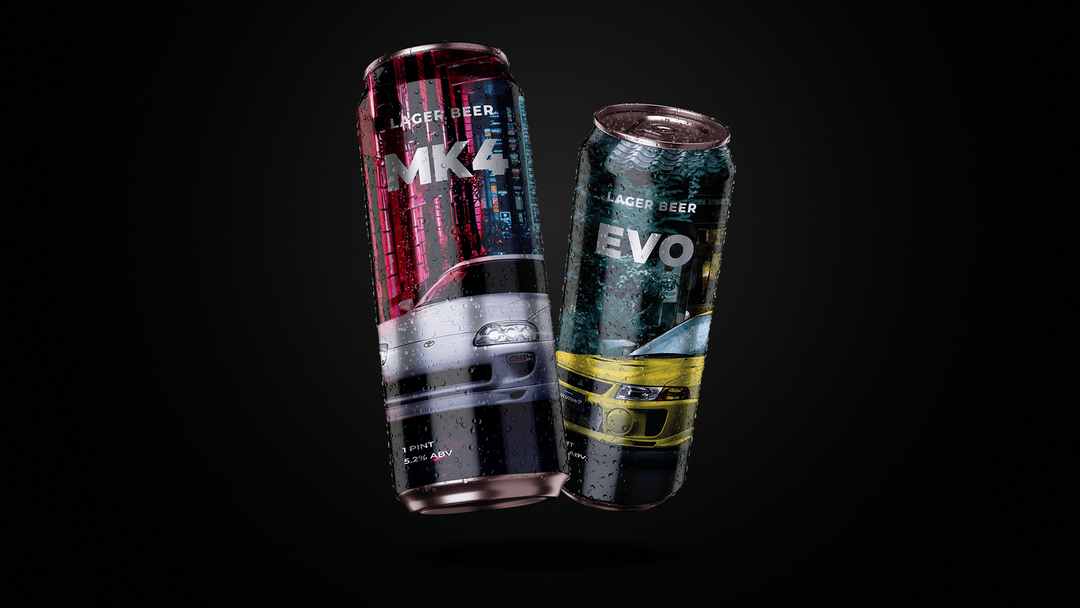 LAGER BEER
MK4
1 PINT
5.2% ABV
LAGER BEER
EVO